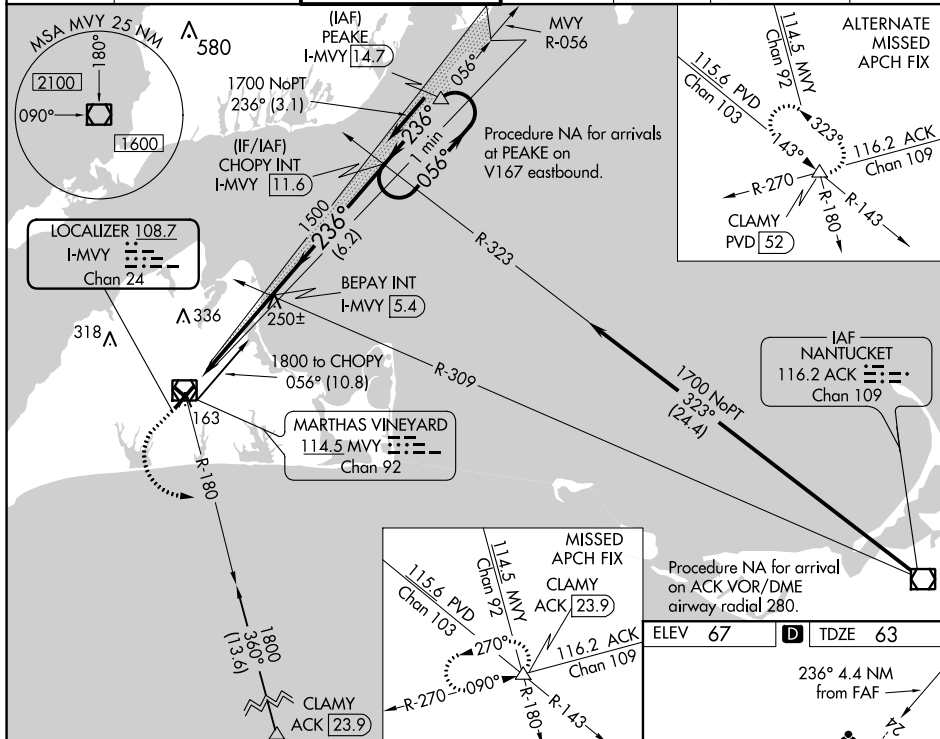 MSA MVY 25 NM
180°
2100
090°
1600
580
(IAF)
PEAKE
I-MVY 14.7
MVY
R-056
056°
1700 NoPT
236° (3.1)
236°
1 min
056°
(IF/IAF)
CHOPY INT
I-MVY 11.6
Procedure NA for arrivals
at PEAKE on
V167 eastbound.
ALTERNATE
MISSED
APCH FIX
114.5 MVY
Chan 92
115.6 PVD
Chan 103
323°
143°
116.2 ACK
Chan 109
R-270
R-143
R-180
CLAMY
PVD 52
1500
236°
(6.2)
R-323
LOCALIZER 108.7
I-MVY
Chan 24
BEPAY INT
I-MVY 5.4
250±
336
318
1800 to CHOPY
056° (10.8)
R-309
1700 NoPT
323°
(24.4)
IAF
NANTUCKET
116.2 ACK
Chan 109
163
MARTHAS VINEYARD
114.5 MVY
Chan 92
R-180
1800
360°
(13.6)
CLAMY
ACK 23.9
MISSED
APCH FIX
114.5 MVY
Chan 92
CLAMY
ACK 23.9
115.6 PVD
Chan 103
270°
116.2 ACK
Chan 109
R-270
090°
R-180
R-143
Procedure NA for arrival
on ACK VOR/DME
airway radial 280.
ELEV 67
D
TDZE 63
236° 4.4 NM
from FAF
24